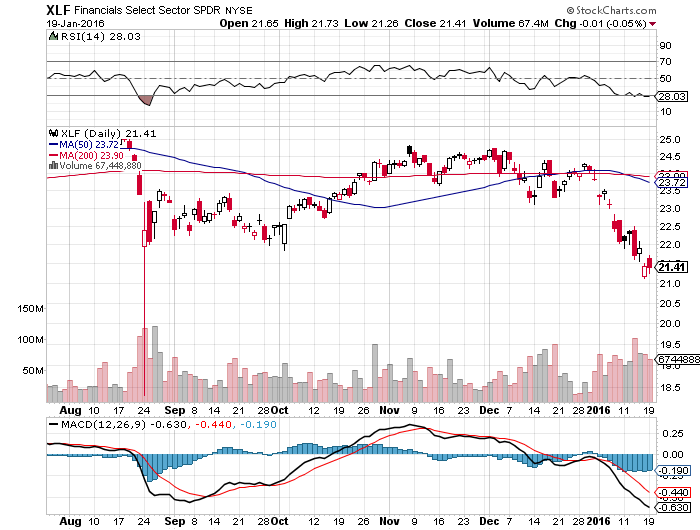 XLF Financials Select Sector SPDR NYSE © StockCharts.com
19-Jan-2016 Open 21.65 High 21.73 Low 21.26 Close 21.41 Volume 67.4M Chg -0.01 (-0.05%)
RSI(14) 28.03
90
70
50
28.03
10
XLF (Daily) 21.41
MA(50) 23.72
MA(200) 23.90
Volume 67,448,880
25.0
24.5
24.0
23.90
23.72
23.5
23.0
22.5
22.0
21.5
21.41
21.0
20.5
20.0
19.5
19.0
18.5
150M
100M
50M
6744888
Aug 10 17 24 Sep 8 14 21 28 Oct 12 19 26 Nov 9 16 23 Dec 7 14 21 28 2016 11 19
MACD(12,26,9) -0.630, -0.440, -0.190
0.25
0.00
-0.190
-0.25
-0.440
-0.630
Aug 10 17 24 Sep 8 14 21 28 Oct 12 19 26 Nov 9 16 23 Dec 7 14 21 28 2016 11 19